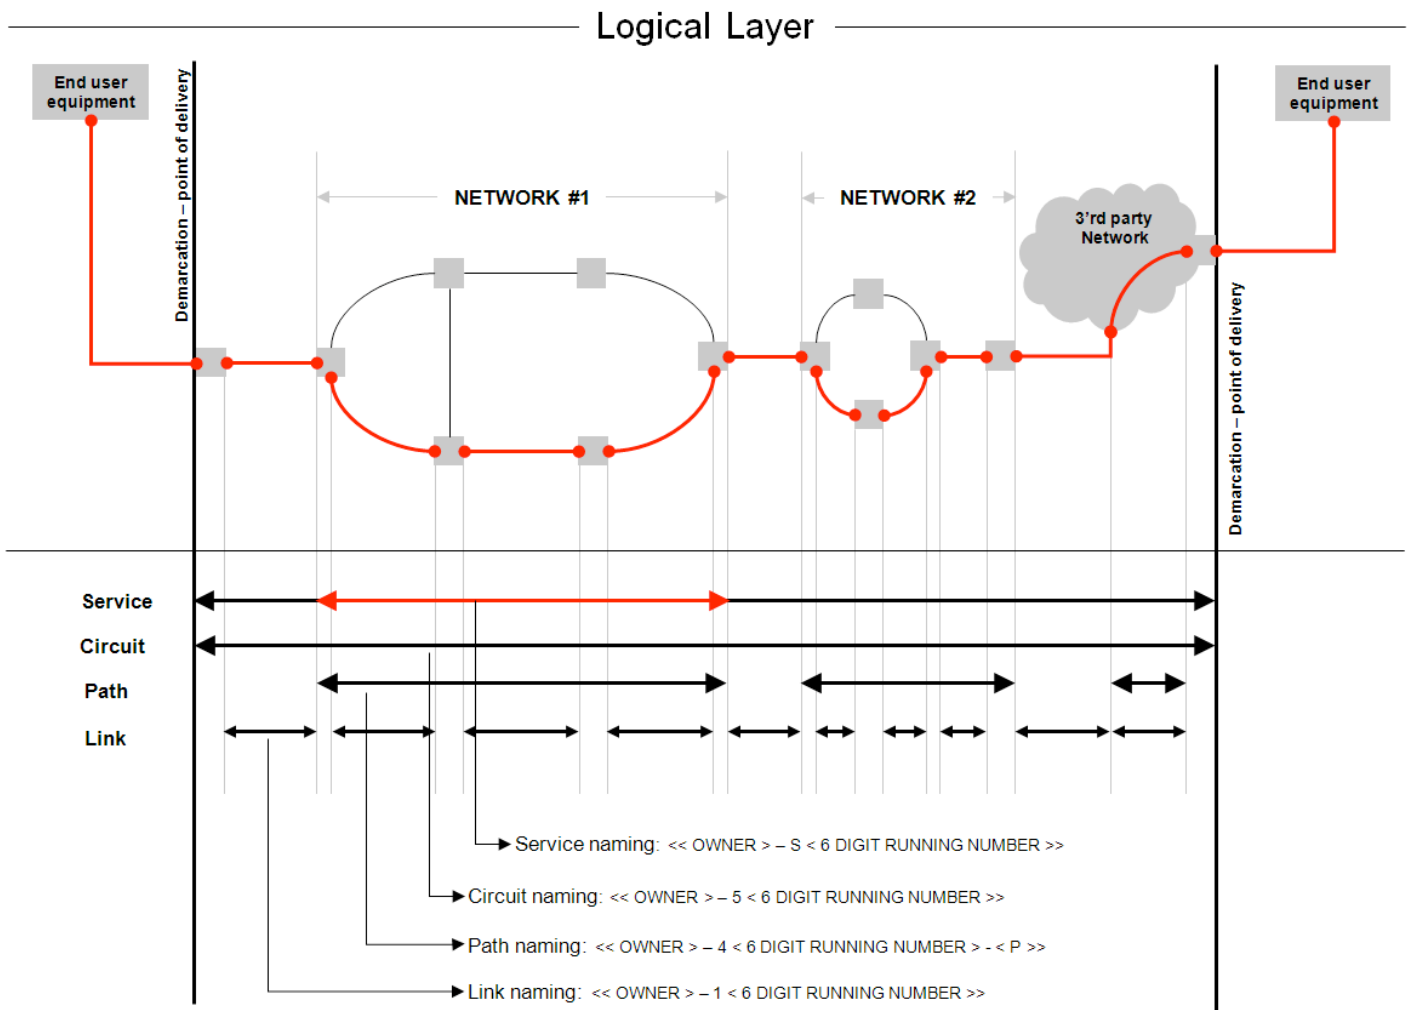 Logical Layer
End user
equipment
Demarcation – point of delivery
End user
equipment
NETWORK #1
NETWORK #2
3’rd party
Network
Demarcation – point of delivery
Service
Circuit
Path
Link
Service naming: << OWNER > – S < 6 DIGIT RUNNING NUMBER >>
Circuit naming: << OWNER > – 5 < 6 DIGIT RUNNING NUMBER >>
Path naming: << OWNER > – 4 < 6 DIGIT RUNNING NUMBER > - < P >>
Link naming: << OWNER > – 1 < 6 DIGIT RUNNING NUMBER >>